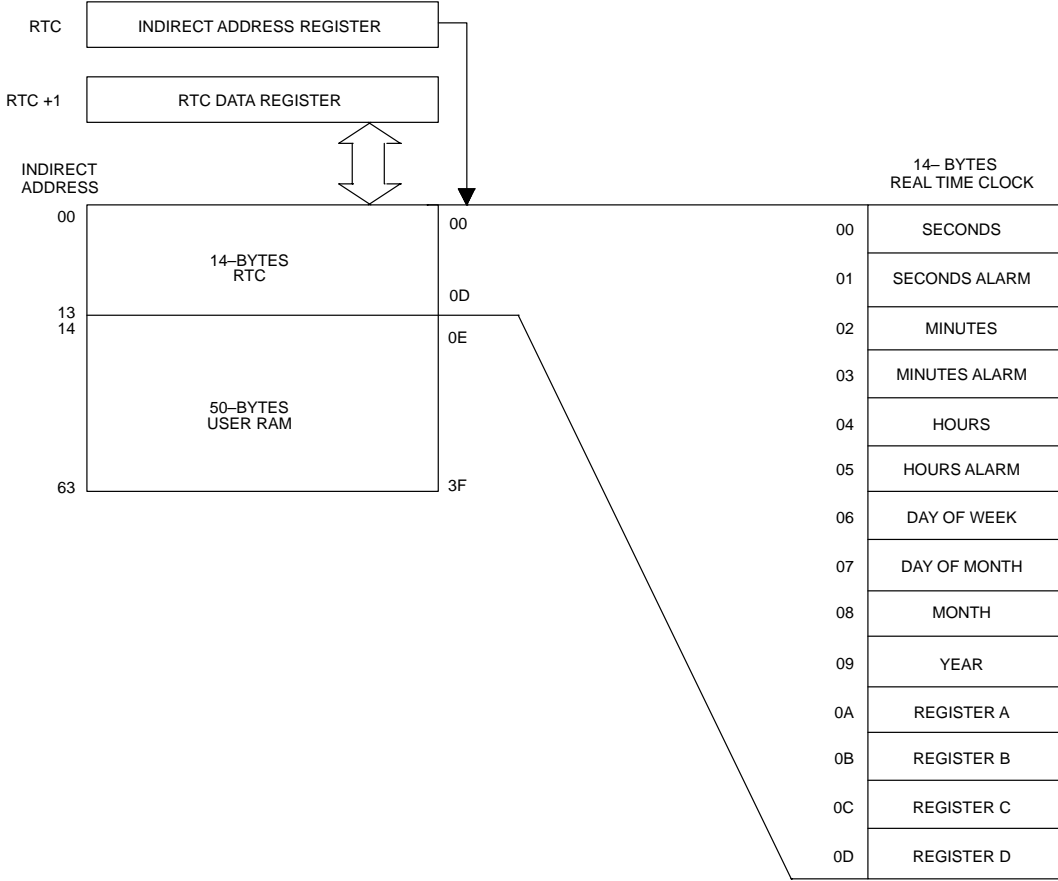 RTC
INDIRECT ADDRESS REGISTER
RTC +1
RTC DATA REGISTER
INDIRECT
ADDRESS
00
14–BYTES
RTC
13
14
50–BYTES
USER RAM
63
00
0D
0E
3F
14– BYTES
REAL TIME CLOCK
00 SECONDS
01 SECONDS ALARM
02 MINUTES
03 MINUTES ALARM
04 HOURS
05 HOURS ALARM
06 DAY OF WEEK
07 DAY OF MONTH
08 MONTH
09 YEAR
0A REGISTER A
0B REGISTER B
0C REGISTER C
0D REGISTER D